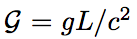 𝒢 = gL/c²